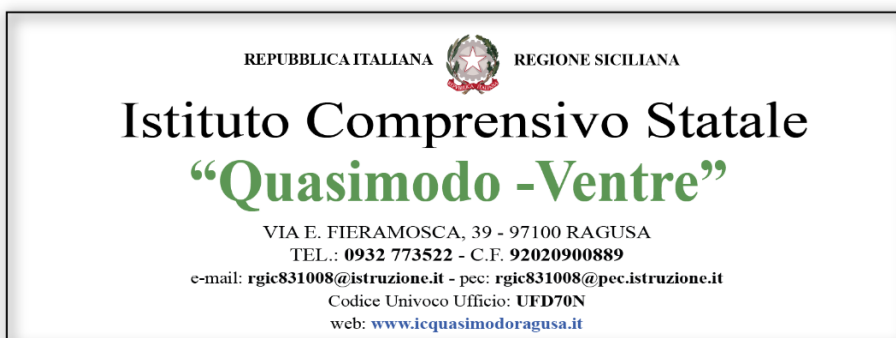 REPUBBLICA ITALIANA REGIONE SICILIANA
Istituto Comprensivo Statale
“Quasimodo -Ventre”
VIA E. FIERAMOSCA, 39 - 97100 RAGUSA
TEL.: 0932 773522 - C.F. 92020900889
e-mail: rgic831008@istruzione.it - pec: rgic831008@pec.istruzione.it
Codice Univoco Ufficio: UFD70N
web: www.icquasimodoragusa.it